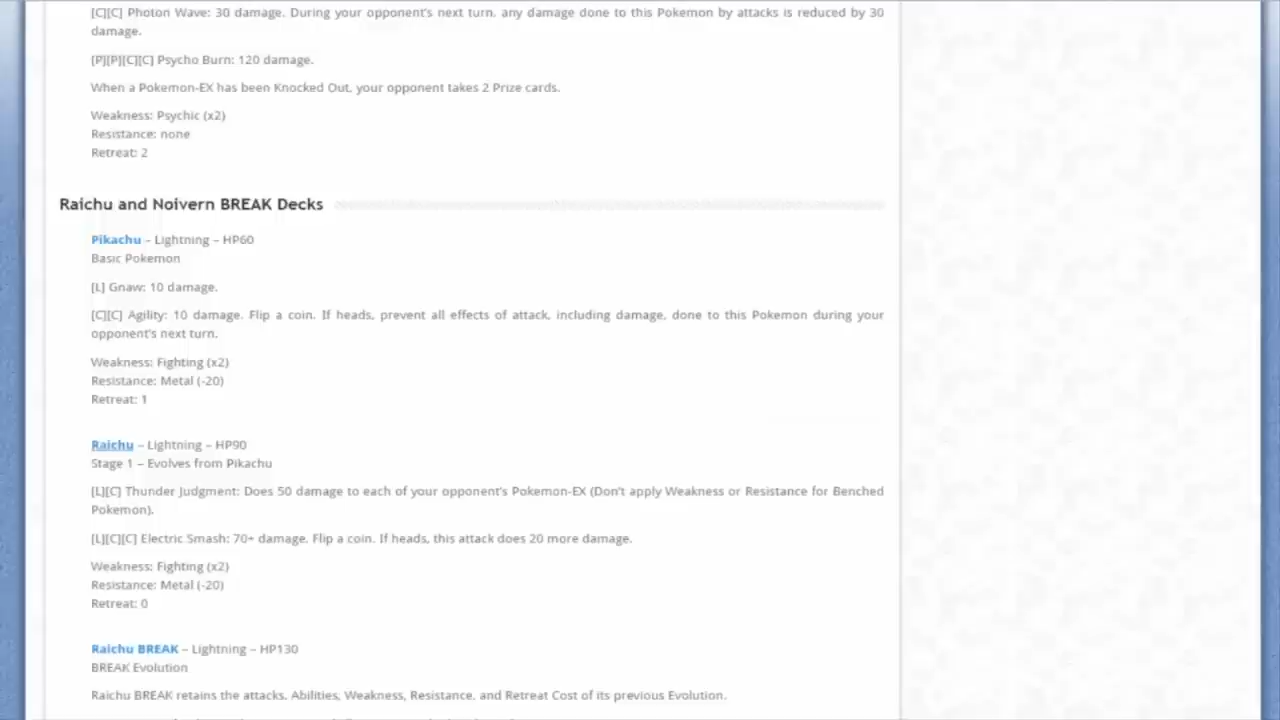 [C][C] Photon Wave: 30 damage. During your opponent's next turn, any damage done to this Pokemon by attacks is reduced by 30
damage.
[P][P][C][C] Psycho Burn: 120 damage.
When a Pokemon-EX has been Knocked Out, your opponent takes 2 Prize cards.
Weakness: Psychic (x2)
Resistance: none
Retreat: 2
Raichu and Noivern BREAK Decks
Pikachu – Lightning – HP60
Basic Pokemon
[L] Gnaw: 10 damage.
[C][C] Agility: 10 damage. Flip a coin. If heads, prevent all effects of attack, including damage, done to this Pokemon during your
opponent's next turn.
Weakness: Fighting (x2)
Resistance: Metal (-20)
Retreat: 1
Raichu – Lightning – HP90
Stage 1 – Evolves from Pikachu
[L][C] Thunder Judgment: Does 50 damage to each of your opponent's Pokemon-EX (Don't apply Weakness or Resistance for Benched
Pokemon).
[L][C][C] Electric Smash: 70+ damage. Flip a coin. If heads, this attack does 20 more damage.
Weakness: Fighting (x2)
Resistance: Metal (-20)
Retreat: 0
Raichu BREAK – Lightning – HP130
BREAK Evolution
Raichu BREAK retains the attacks, Abilities, Weakness, Resistance, and Retreat Cost of its previous Evolution.